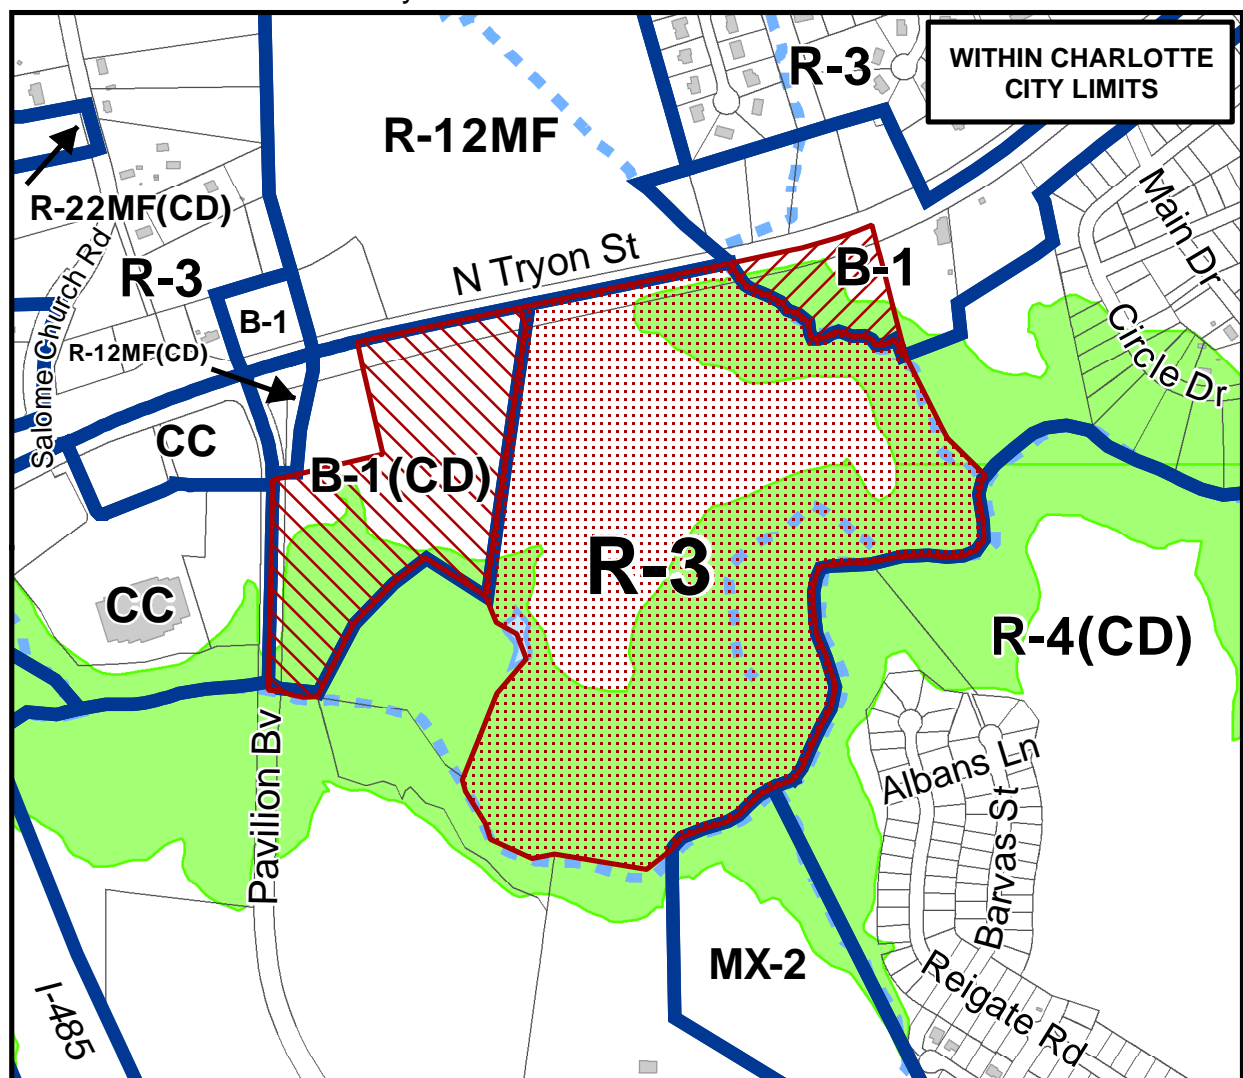 WITHIN CHARLOTTE
CITY LIMITS
R-3
R-12MF
R-22MF(CD)
Main Dr
Salome Church Rd
R-3
N Tryon St
B-1
B-1
R-12MF(CD)
Circle Dr
CC
B-1(CD)
R-3
CC
R-4(CD)
Pavilion Bv
Albans Ln
Barvas St
MX-2
Reigate Rd
I-485